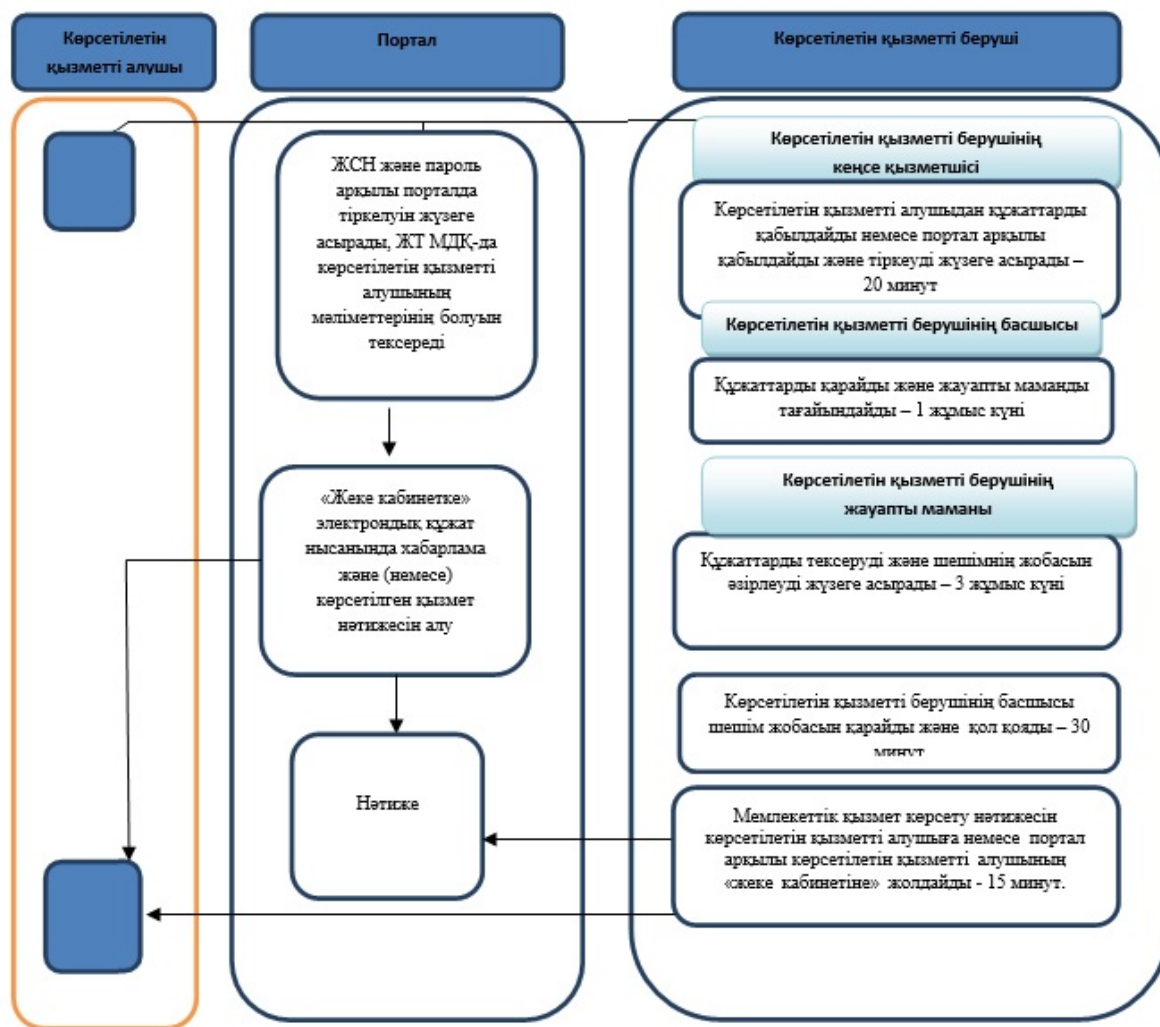 Көрсетілетін
қызметті алушы
Портал
Көрсетілетін қызметті беруші
ЖСН және пароль
арқылы порталда
тіркелуін жүзеге
асырады, ЖТ МДҚ-да
көрсетілетін қызметті
алушының
мәліметтерінің болуын
тексереді
«Жеке кабинетке»
электрондық құжат
нысанында хабарлама
және (немесе)
көрсетілген қызмет
нәтижесін алу
Нәтиже
Көрсетілетін қызметті берушінің
кеңсе қызметшісі
Көрсетілетін қызметті алушыдан құжаттарды
қабылдайды немесе портал арқылы
қабылдайды және тіркеуді жүзеге асырады –
20 минут
Көрсетілетін қызметті берушінің басшысы
Құжаттарды қарайды және жауапты маманды
тағайындайды – 1 жұмыс күні
Көрсетілетін қызметті берушінің
жауапты маманы
Құжаттарды тексеруді және шешімнің жобасын
әзірлеуді жүзеге асырады – 3 жұмыс күні
Көрсетілетін қызметті берушінің басшысы
шешім жобасын қарайды және қол қояды – 30
минут
Мемлекеттік қызмет көрсету нәтижесін
көрсетілетін қызметті алушыға немесе портал
арқылы көрсетілетін қызметті алушының
«жеке кабинетіне» жолдайды - 15 минут.